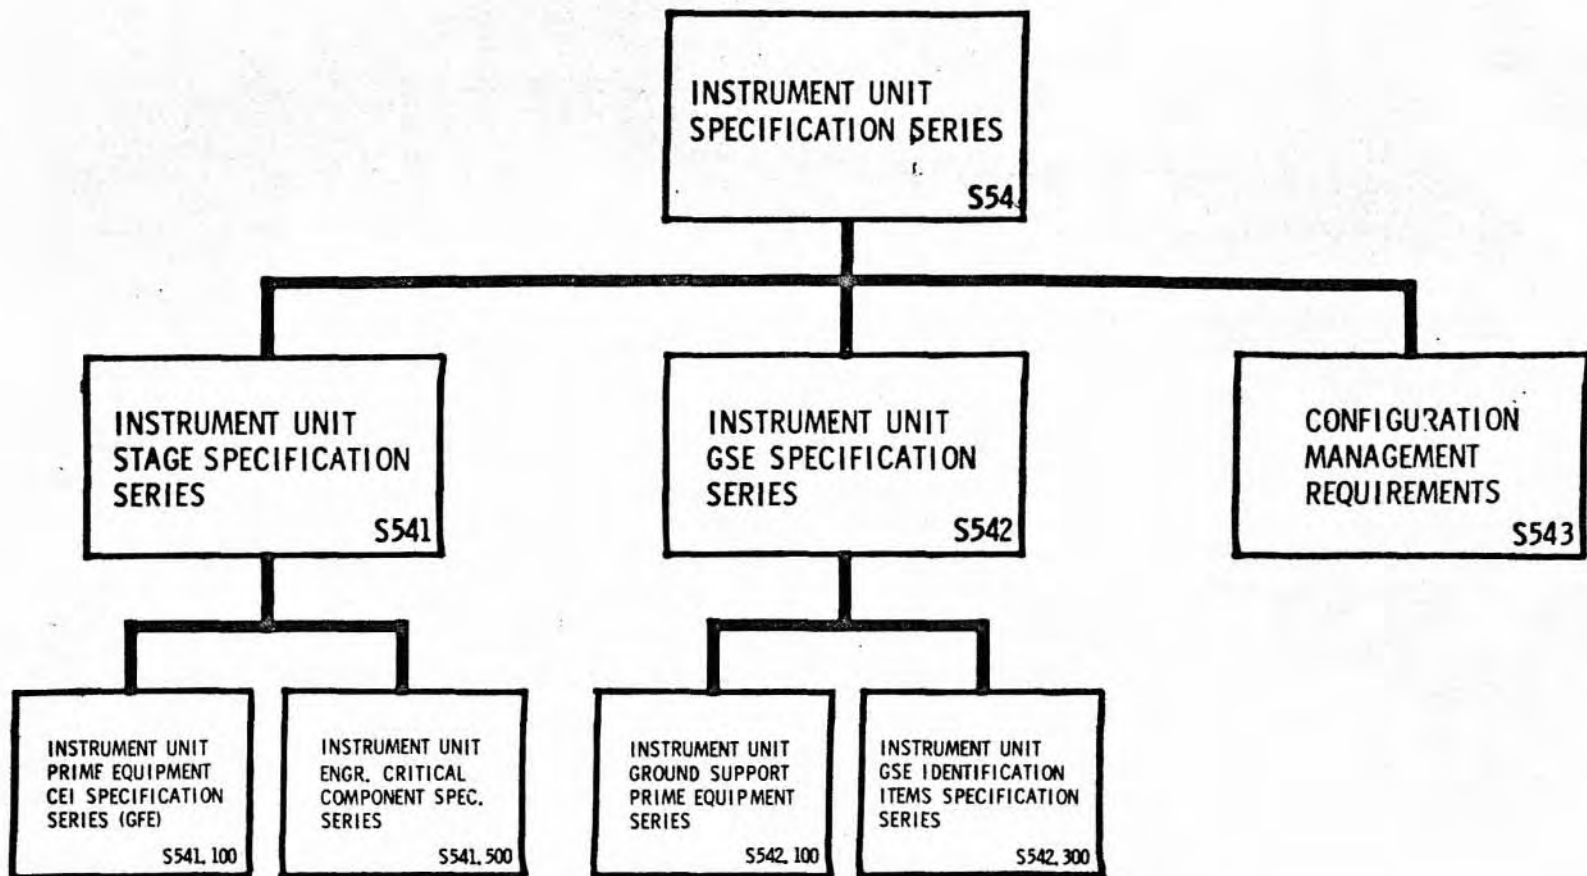 INSTRUMENT UNIT
SPECIFICATION SERIES
S54
INSTRUMENT UNIT
STAGE SPECIFICATION
SERIES
S541
INSTRUMENT UNIT
GSE SPECIFICATION
SERIES
S542
CONFIGURATION
MANAGEMENT
REQUIREMENTS
S543
INSTRUMENT UNIT
PRIME EQUIPMENT
CEI SPECIFICATION
SERIES (GFE)
S541.100
INSTRUMENT UNIT
ENGR. CRITICAL
COMPONENT SPEC.
SERIES
S541.500
INSTRUMENT UNIT
GROUND SUPPORT
PRIME EQUIPMENT
SERIES
S542.100
INSTRUMENT UNIT
GSE IDENTIFICATION
ITEMS SPECIFICATION
SERIES
S542.300